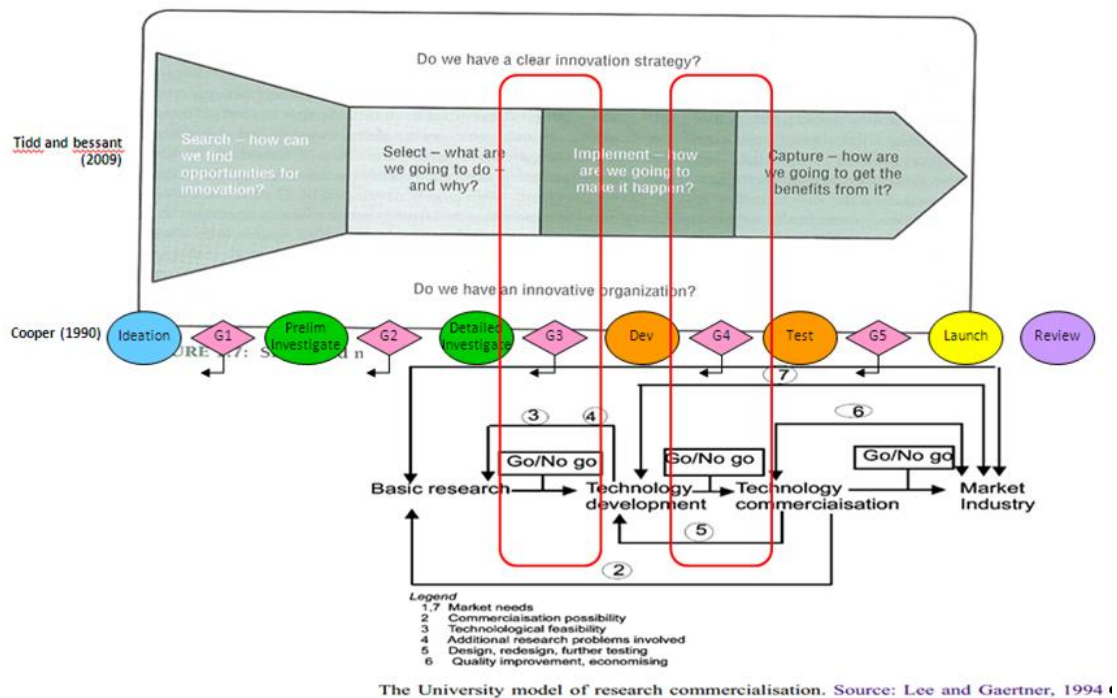 Do we have a clear innovation strategy?
Tidd and bessant
(2009)
Search – how can
we find
opportunities for
innovation?
Select – what are
we going to do –
and why?
Implement – how
are we going to
make it happen?
Capture – how are
we going to get the
benefits from it?
Do we have an innovative organization?
Cooper (1990)
Ideation
G1
Prelim
Investigate
G2
Detailed
Investigate
G3
Dev
G4
Test
G5
Launch
Review
7
3
4
6
Go/No go
Go/No go
Go/No go
Basic research
Technology
development
Technology
commerciaisation
Market
Industry
5
2
Legend
1,7 Market needs
2 Commerciaisation possibility
3 Technolological feasibility
4 Additional research problems involved
5 Design, redesign, further testing
6 Quality improvement, economising
The University model of research commercialisation. Source: Lee and Gaertner, 1994